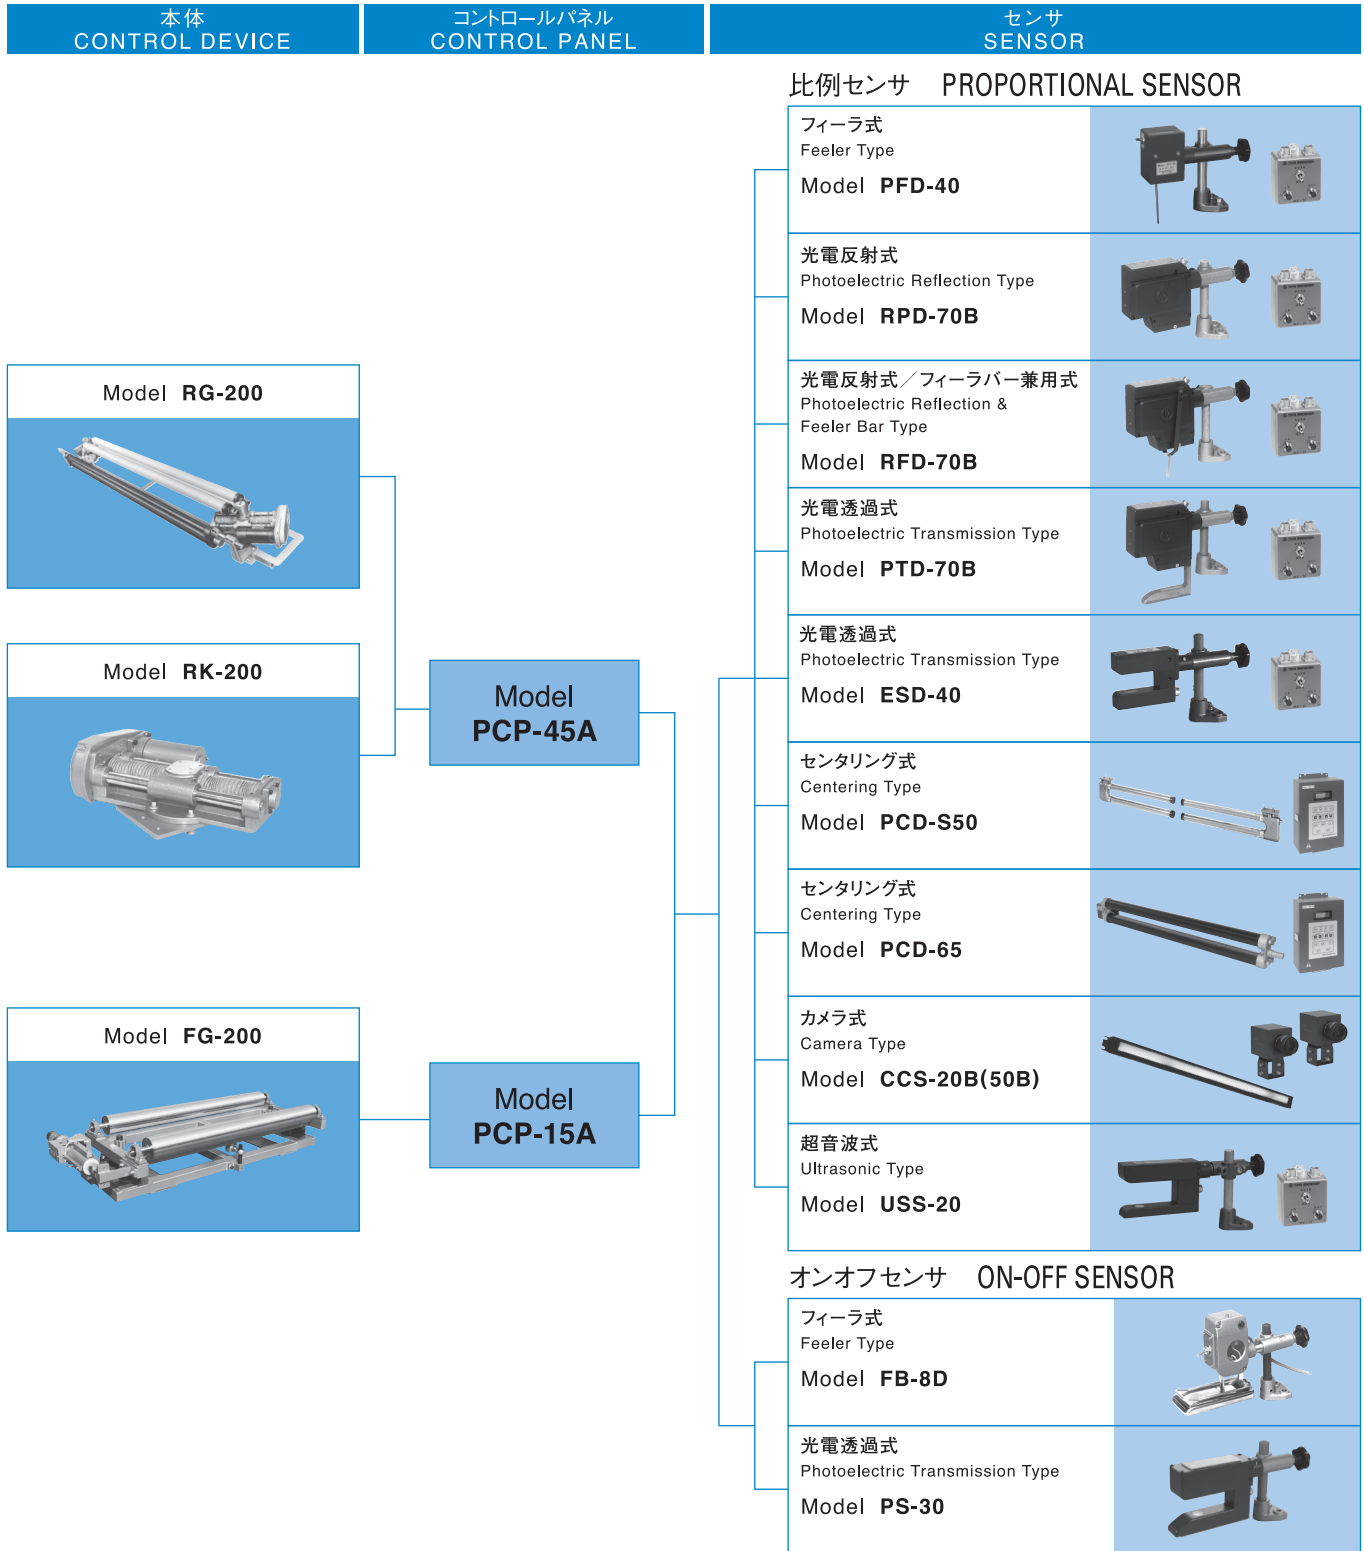 本体
CONTROL DEVICE
コントロールパネル
CONTROL PANEL
センサ
SENSOR
比例センサ PROPORTIONAL SENSOR
フィーラ式
Feeler Type
Model PFD-40
光電反射式
Photoelectric Reflection Type
Model RPD-70B
光電反射式／フィーラバー兼用式
Photoelectric Reflection &
Feeler Bar Type
Model RFD-70B
光電透過式
Photoelectric Transmission Type
Model PTD-70B
光電透過式
Photoelectric Transmission Type
Model ESD-40
センタリング式
Centering Type
Model PCD-S50
センタリング式
Centering Type
Model PCD-65
カメラ式
Camera Type
Model CCS-20B(50B)
超音波式
Ultrasonic Type
Model USS-20
オンオフセンサ ON-OFF SENSOR
フィーラ式
Feeler Type
Model FB-8D
光電透過式
Photoelectric Transmission Type
Model PS-30
Model RG-200
Model RK-200
Model FG-200
Model
PCP-45A
Model
PCP-15A